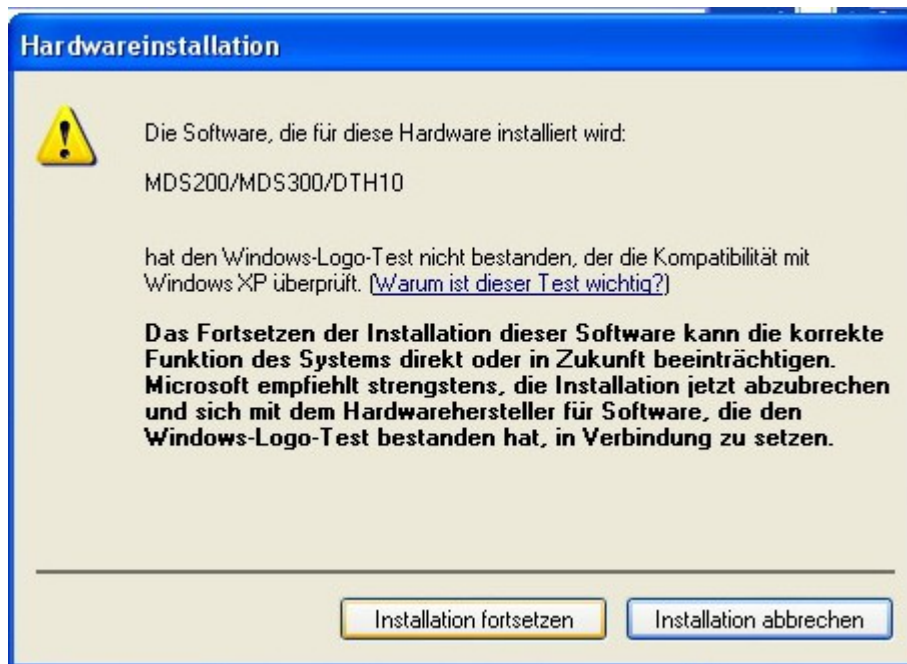 Hardwareinstallation
Die Software, die für diese Hardware installiert wird:
MDS200/MDS300/DTH10
hat den Windows-Logo-Test nicht bestanden, der die Kompatibilität mit
Windows XP überprüft. (Warum ist dieser Test wichtig?)
Das Fortsetzen der Installation dieser Software kann die korrekte
Funktion des Systems direkt oder in Zukunft beeinträchtigen.
Microsoft empfiehlt strengstens, die Installation jetzt abzubrechen
und sich mit dem Hardwarehersteller für Software, die den
Windows-Logo-Test bestanden hat, in Verbindung zu setzen.
Installation fortsetzen
Installation abbrechen